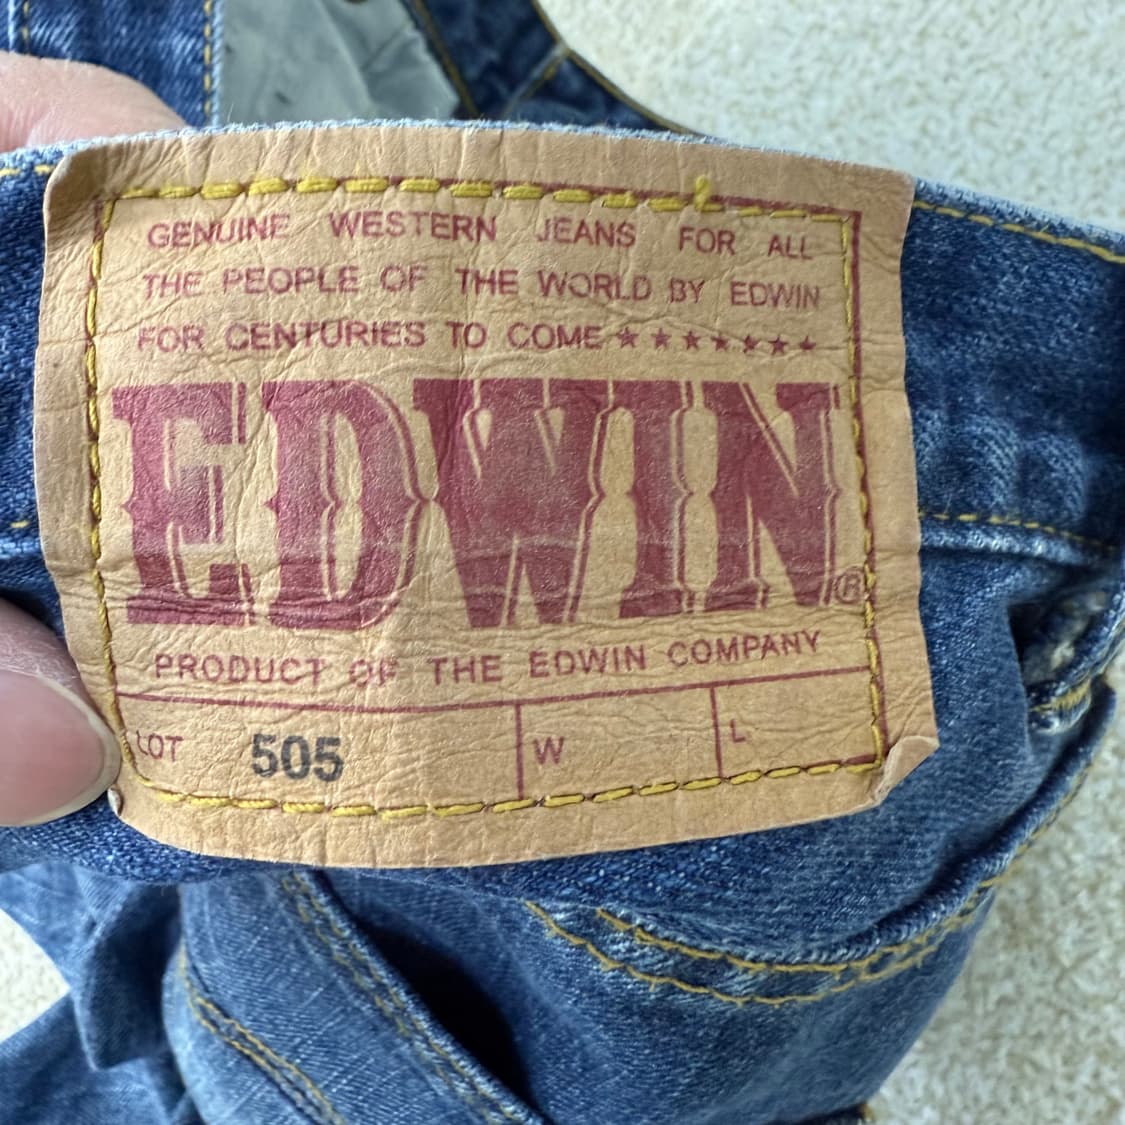 GENUINE WESTERN JEANS FOR ALL
THE PEOPLE OF THE WORLD BY EDWIN
FOR CENTURIES TO COME★★★★★★★
EDWIN®
PRODUCT OF THE EDWIN COMPANY
LOT 505 W L